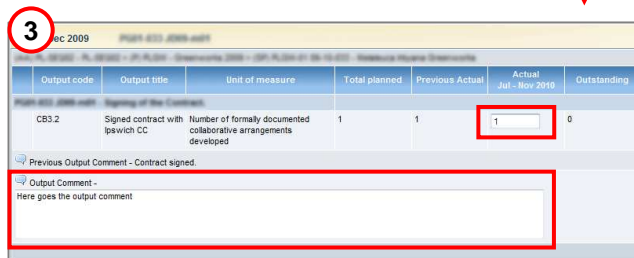 3 ec 2009
Output code Output title Unit of measure Total planned Previous Actual Actual Jul - Nov 2010 Outstanding
Signing of the Contract.
CB3.2 Signed contract with Ipswich CC Number of formally documented collaborative arrangements developed 1 1 1 0
Previous Output Comment - Contract signed.
Output Comment -
Here goes the output comment